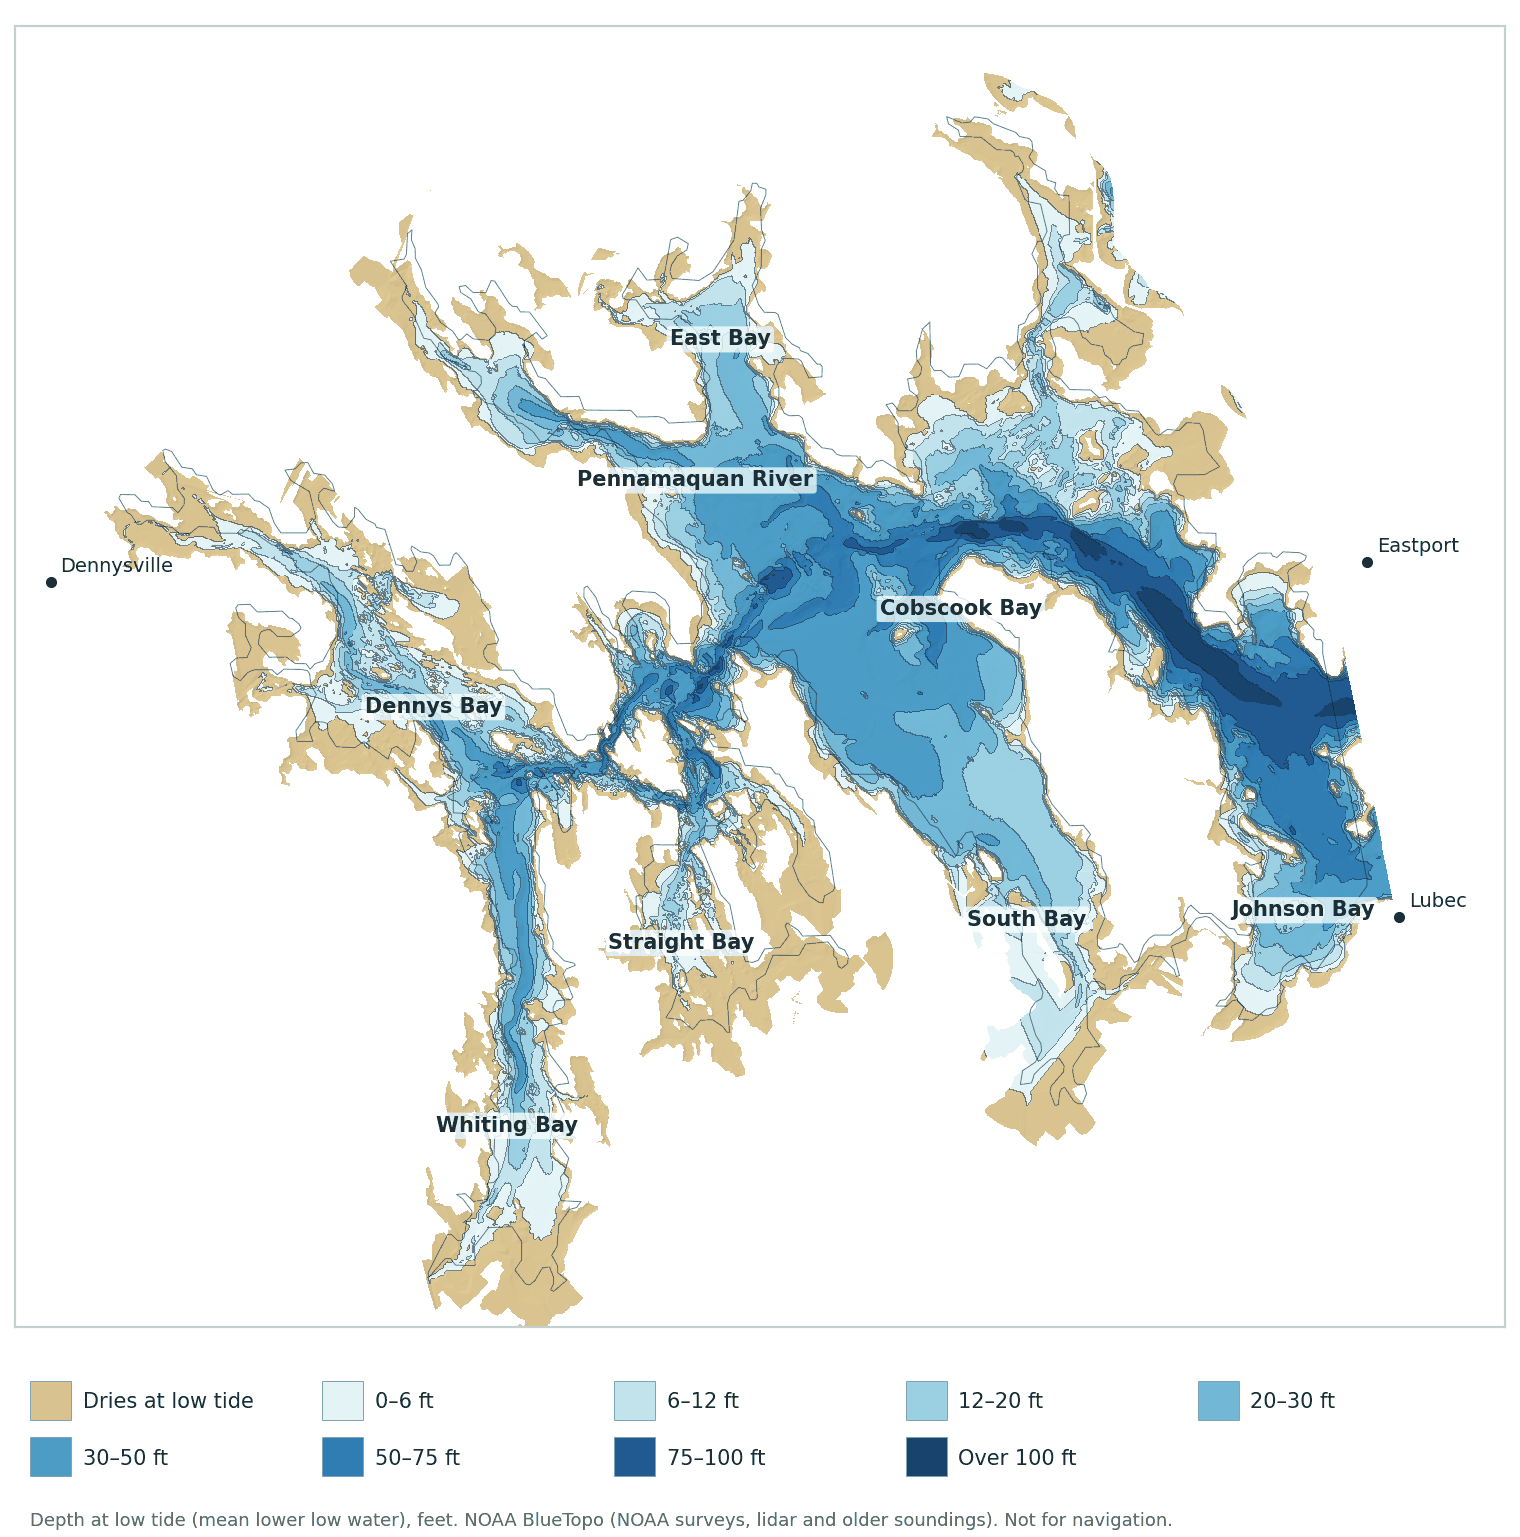 East Bay
Pennamaquan River
Eastport
Dennysville
Cobscook Bay
Dennys Bay
Lubec
Johnson Bay
South Bay
Straight Bay
Whiting Bay
Dries at low tide
0–6 ft
6–12 ft
12–20 ft
20–30 ft
30–50 ft
50–75 ft
75–100 ft
Over 100 ft
Depth at low tide (mean lower low water), feet. NOAA BlueTopo (NOAA surveys, lidar and older soundings). Not for navigation.